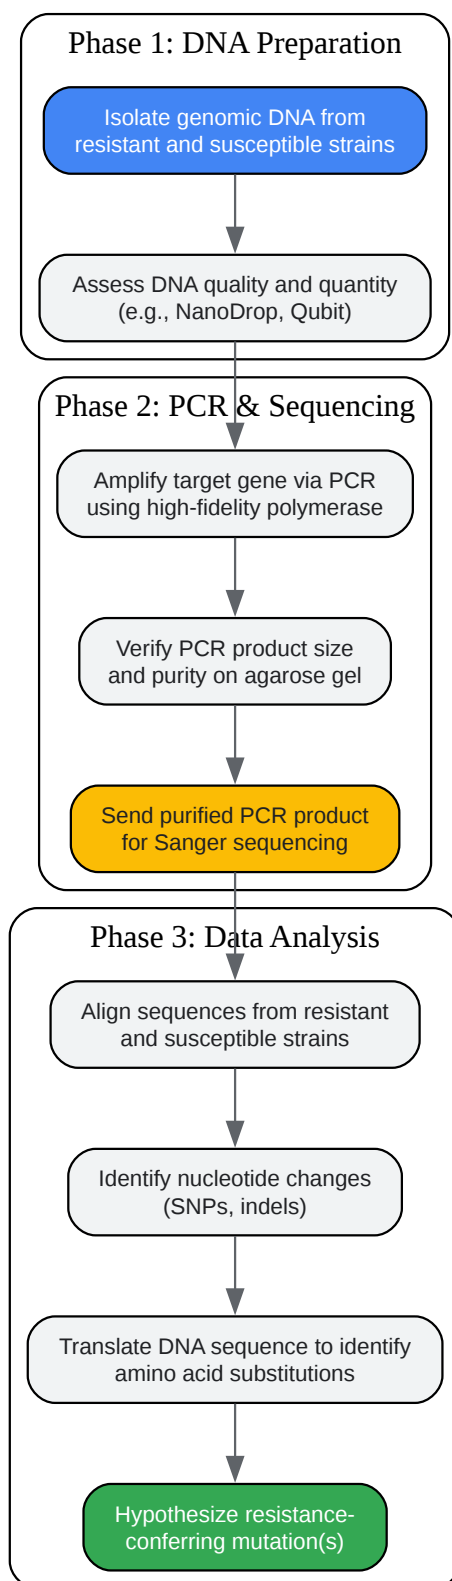 Phase 1: DNA Preparation
Isolate genomic DNA from
resistant and susceptible strains
Assess DNA quality and quantity
(e.g., NanoDrop, Qubit)
Phase 2: PCR & Sequencing
Amplify target gene via PCR
using high-fidelity polymerase
Verify PCR product size
and purity on agarose gel
Send purified PCR product
for Sanger sequencing
Phase 3: Data Analysis
Align sequences from resistant
and susceptible strains
Identify nucleotide changes
(SNPs, indels)
Translate DNA sequence to identify
amino acid substitutions
Hypothesize resistance-
conferring mutation(s)